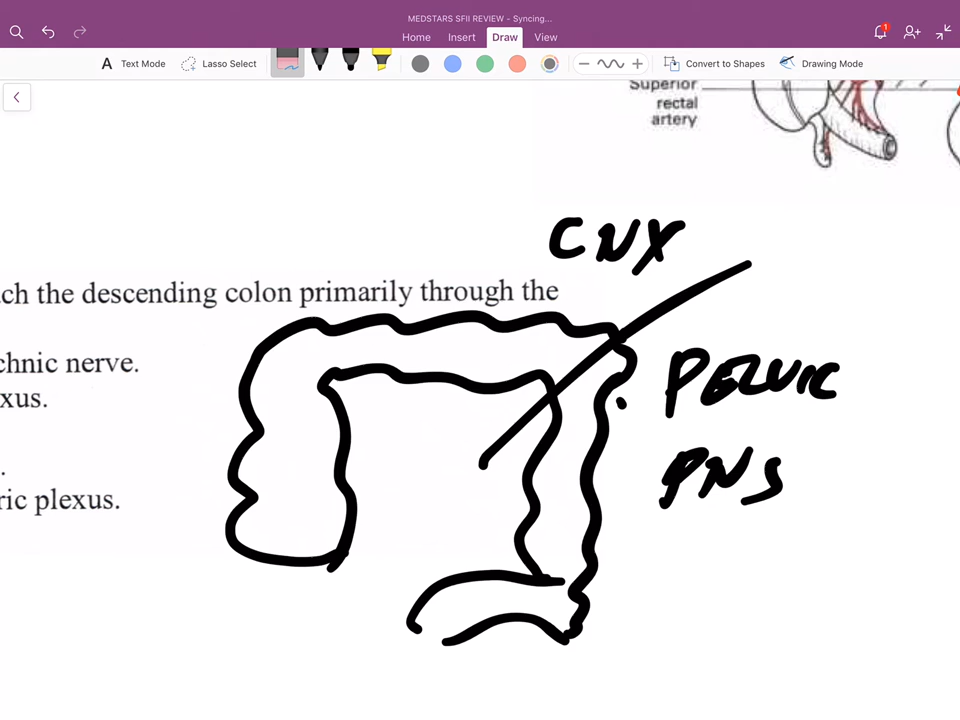 MEDSTARS SFII REVIEW - Syncing...
Home Insert Draw View
1
Text Mode Lasso Select Convert to Shapes Drawing Mode
Superior
rectal
artery
CNX
ch the descending colon primarily through the
chnic nerve.
xus.
PELVIC
PNS
.
ric plexus.